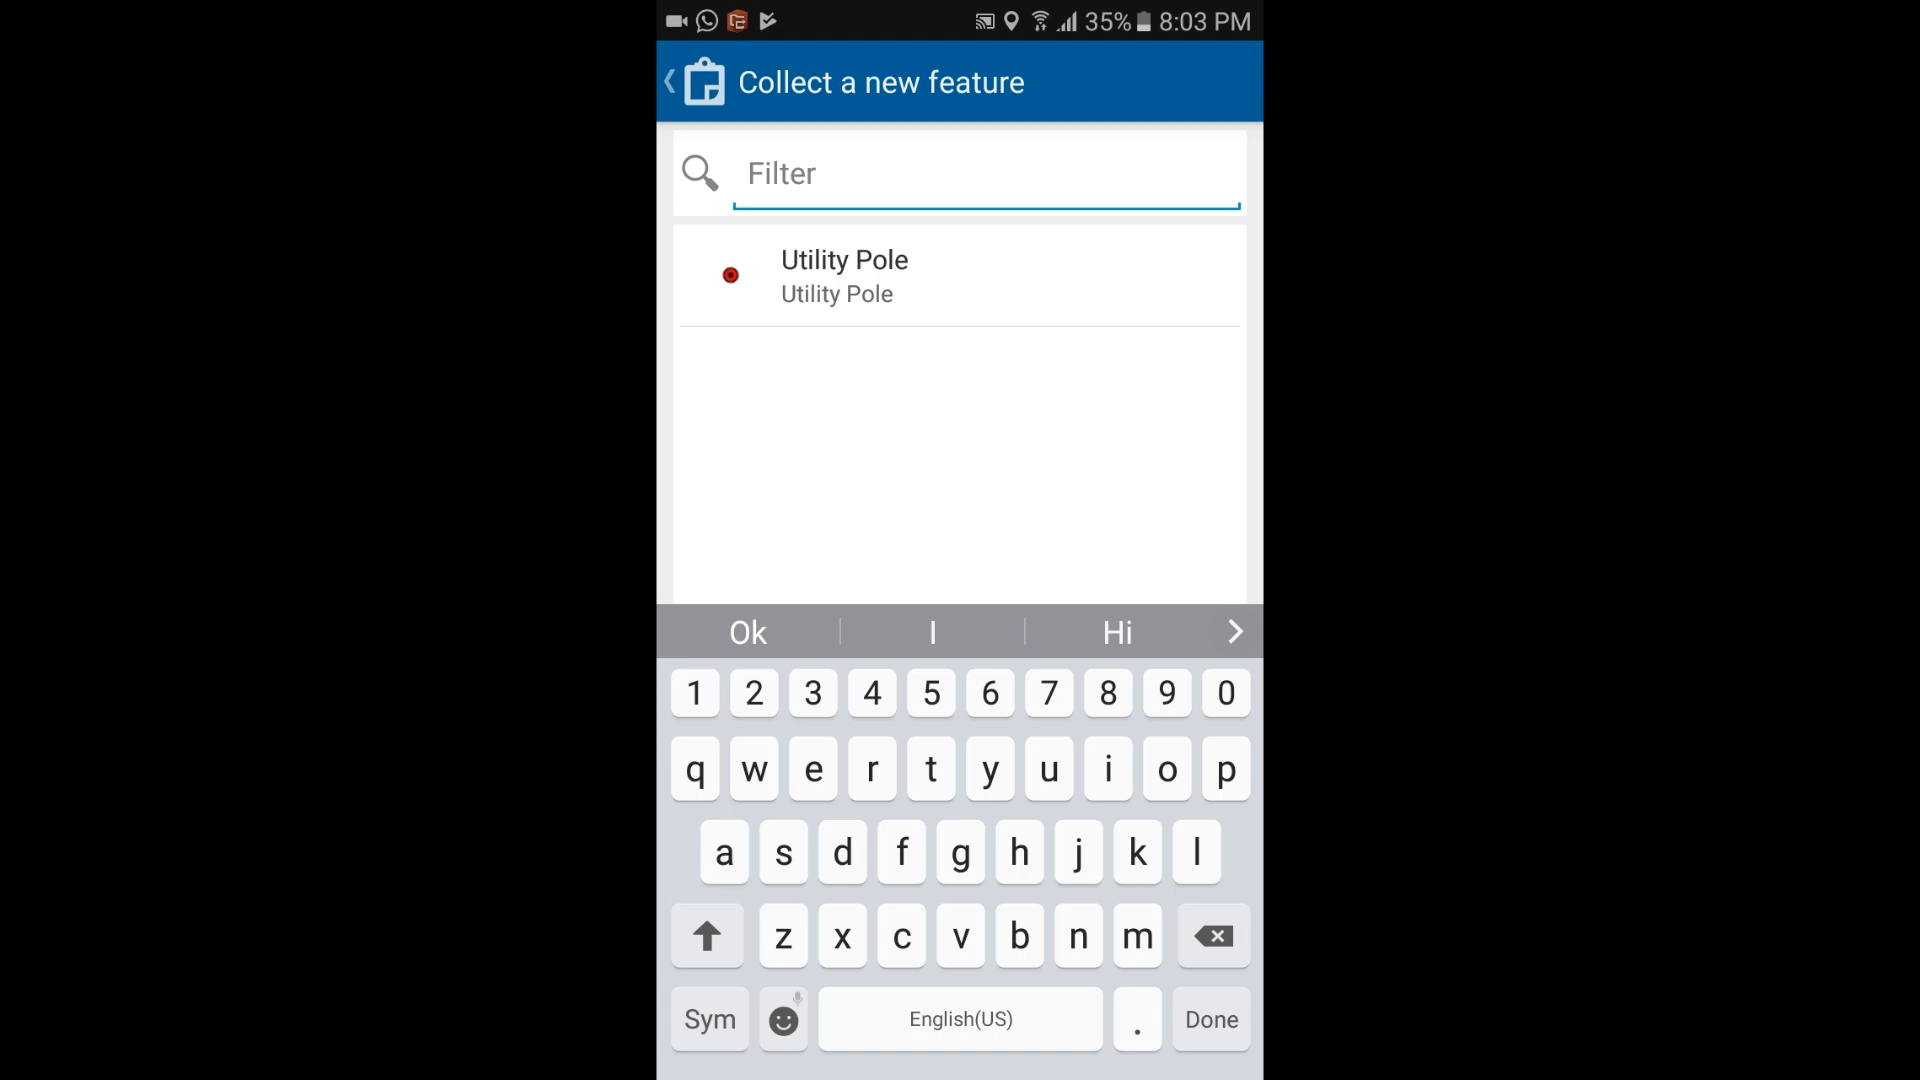 35% 8:03 PM
Collect a new feature
Filter
Utility Pole
Utility Pole
Ok I Hi
1 2 3 4 5 6 7 8 9 0
q w e r t y u i o p
a s d f g h j k l
z x c v b n m
Sym English(US) . Done